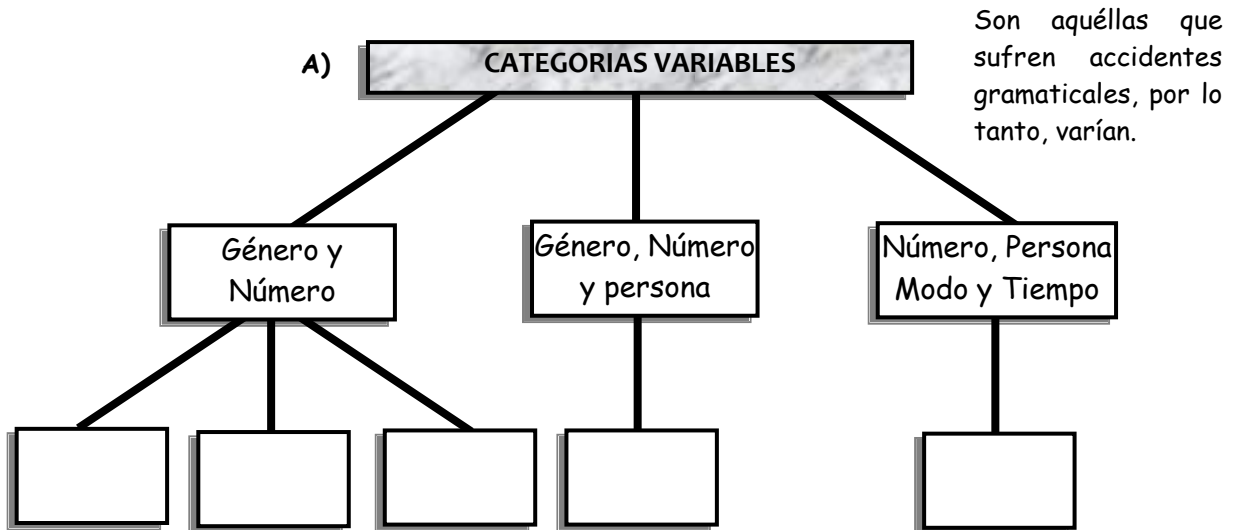 A)
CATEGORIAS VARIABLES
Son aquéllas que
sufren accidentes
gramaticales, por lo
tanto, varían.
Género y
Número
Género, Número
y persona
Número, Persona
Modo y Tiempo